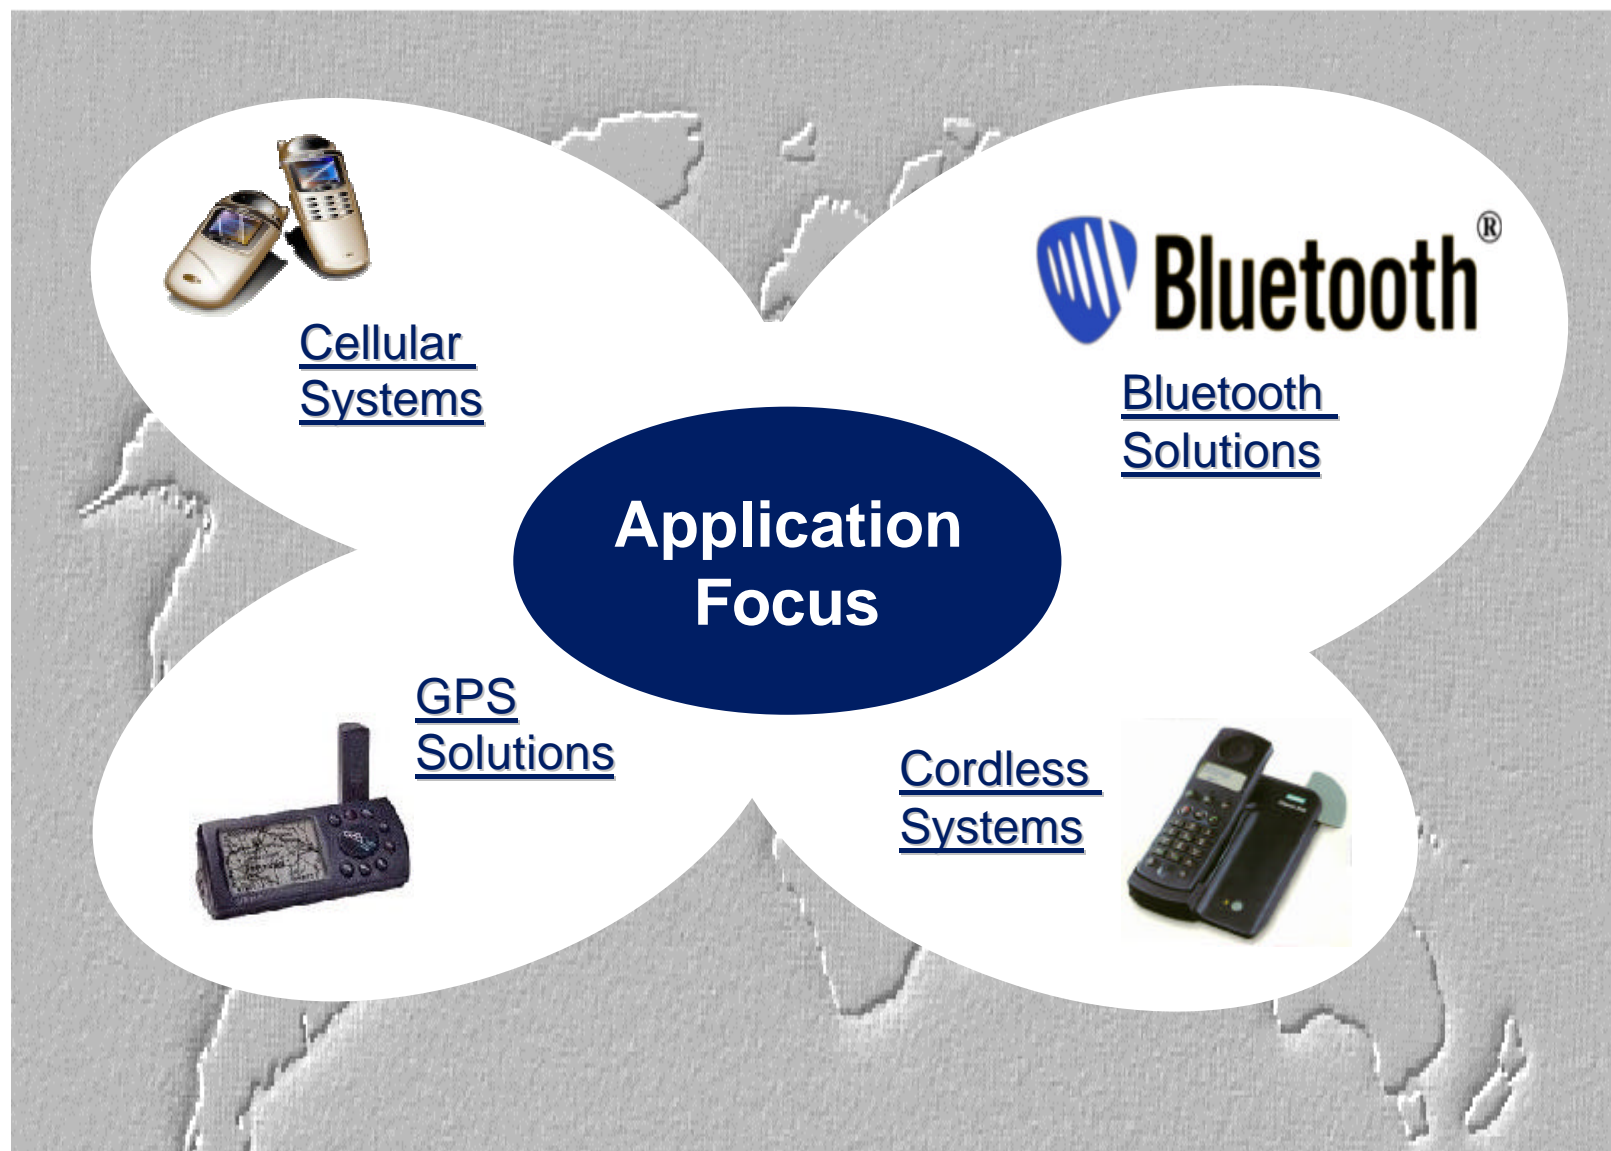 Cellular
Systems
Bluetooth®
Bluetooth
Solutions
Application
Focus
GPS
Solutions
Cordless
Systems